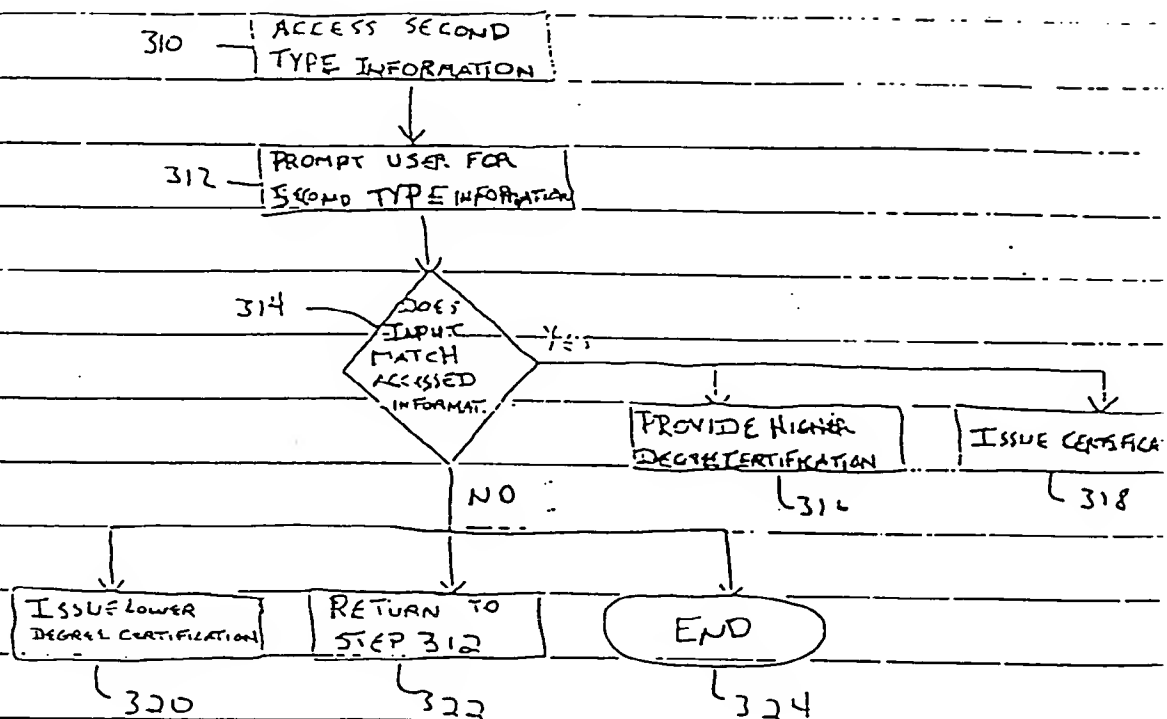 310
ACCESS SECOND
TYPE INFORMATION
312
PROMPT USER FOR
SECOND TYPE INFORMATION
314
DOES
INPUT
MATCH
ACCESSED
INFORMAT.
Yes
PROVIDE HIGHER
DEGREE CERTIFICATION
316
ISSUE CERTIFICA
318
NO
ISSUE LOWER
DEGREE CERTIFICATION
320
RETURN TO
STEP 312
322
END
324